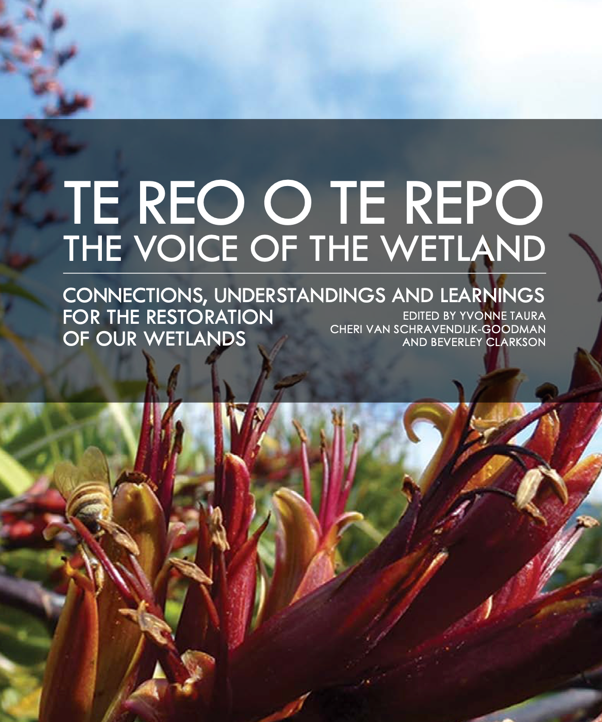 TE REO O TE REPO
THE VOICE OF THE WETLAND
CONNECTIONS, UNDERSTANDINGS AND LEARNINGS
FOR THE RESTORATION
OF OUR WETLANDS
EDITED BY YVONNE TAURA
CHERI VAN SCHRAVENDIJK-GOODMAN
AND BEVERLEY CLARKSON